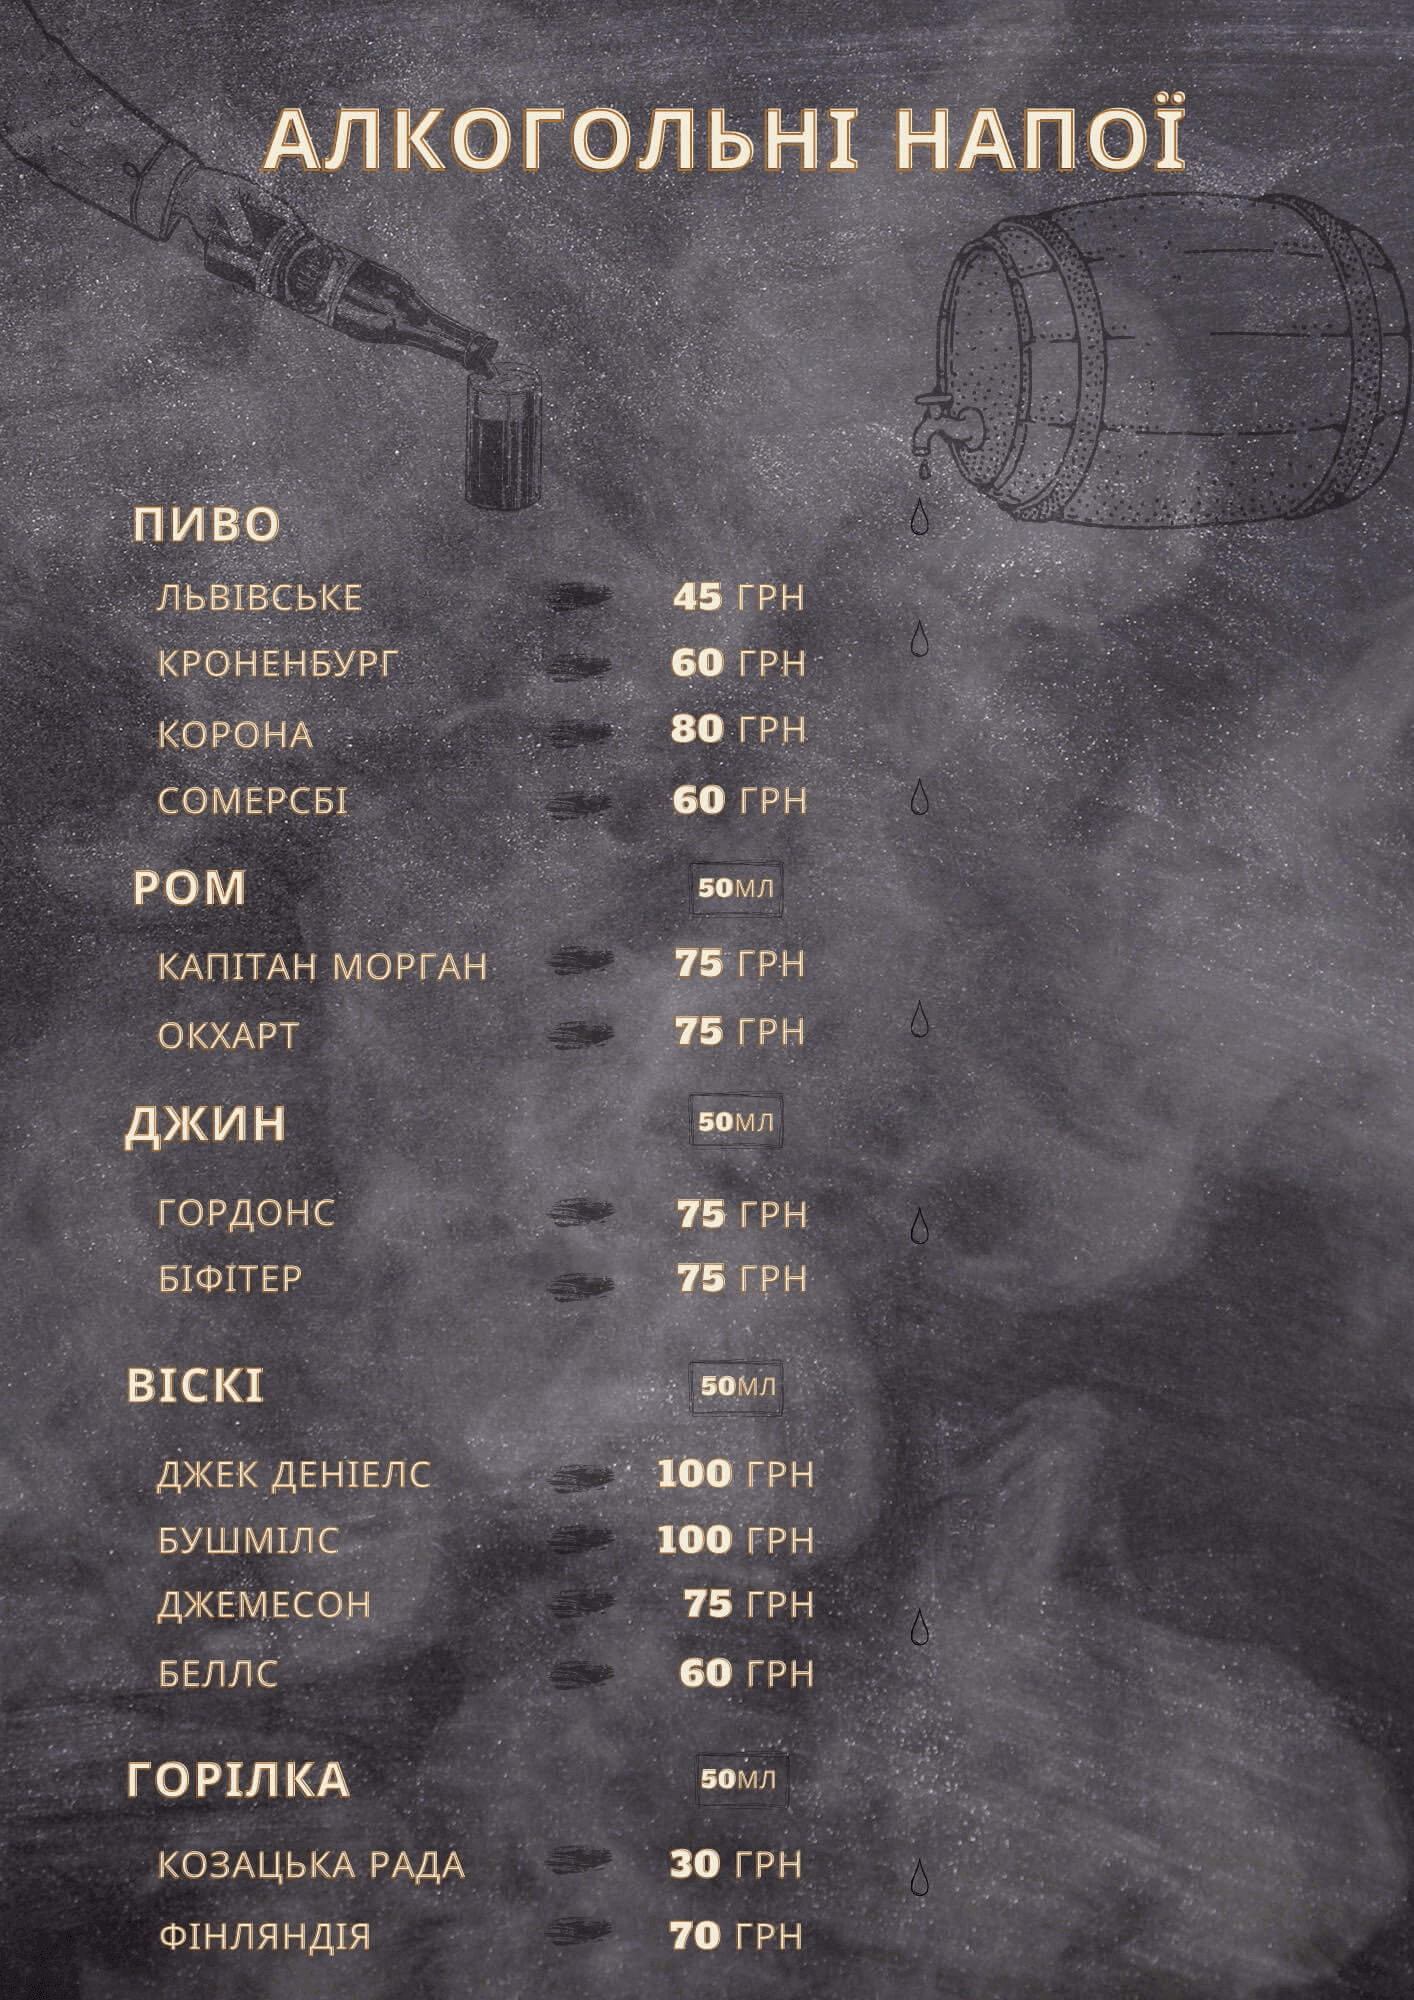 АЛКОГОЛЬНІ НАПОЇ
ПИВО
ЛЬВІВСЬКЕ 45 ГРН
КРОНЕНБУРГ 60 ГРН
КОРОНА 80 ГРН
СОМЕРСБІ 60 ГРН
РОМ 50МЛ
КАПІТАН МОРГАН 75 ГРН
ОКХАРТ 75 ГРН
ДЖИН 50МЛ
ГОРДОНС 75 ГРН
БІФІТЕР 75 ГРН
ВІСКІ 50МЛ
ДЖЕК ДЕНІЕЛС 100 ГРН
БУШМІЛС 100 ГРН
ДЖЕМЕСОН 75 ГРН
БЕЛЛС 60 ГРН
ГОРІЛКА 50МЛ
КОЗАЦЬКА РАДА 30 ГРН
ФІНЛЯНДІЯ 70 ГРН